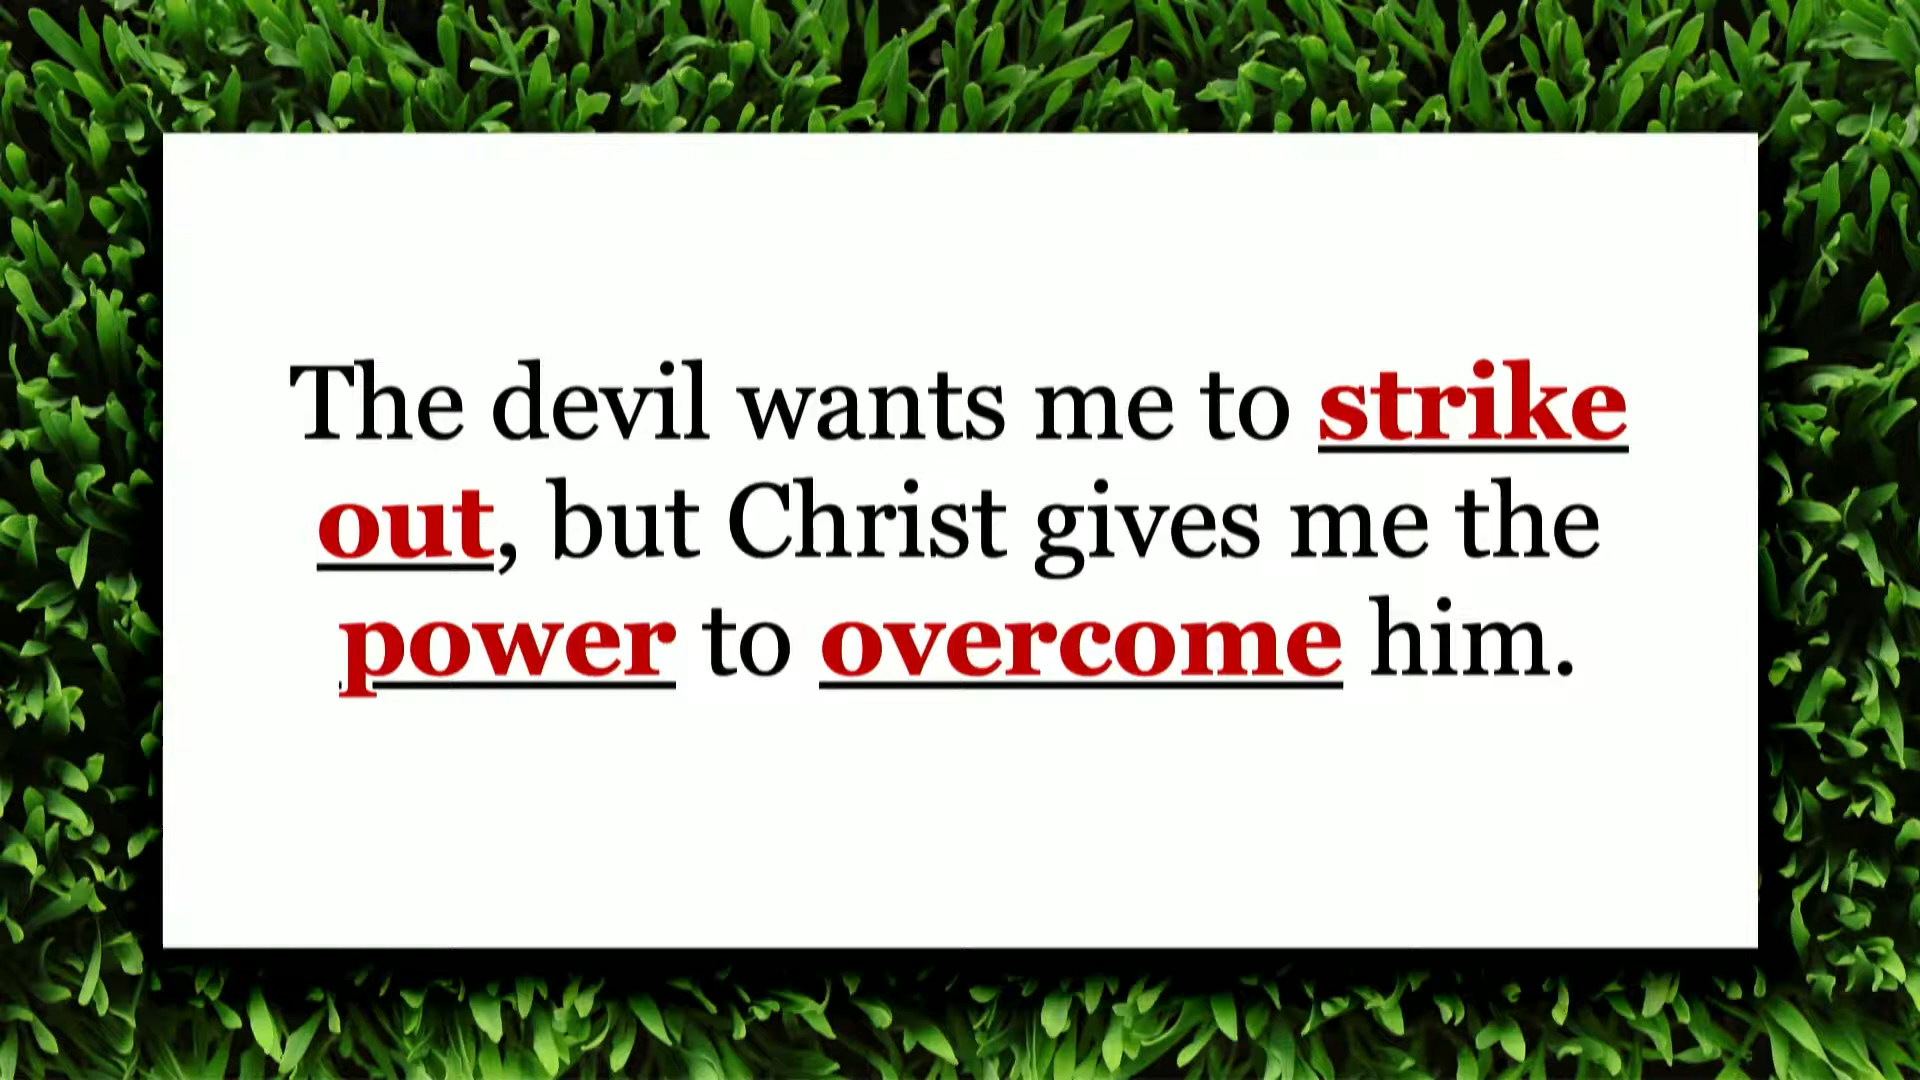 The devil wants me to strike
out, but Christ gives me the
power to overcome him.